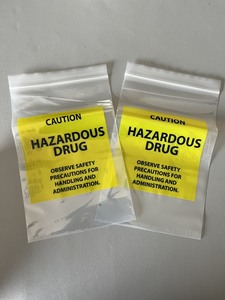 CAUTION
HAZARDOUS
DRUG
OBSERVE SAFETY
PRECAUTIONS FOR
HANDLING AND
ADMINISTRATION.
CAUTION
HAZARDOUS
DRUG
OBSERVE SAFETY
PRECAUTIONS FOR
HANDLING AND
ADMINISTRATION.